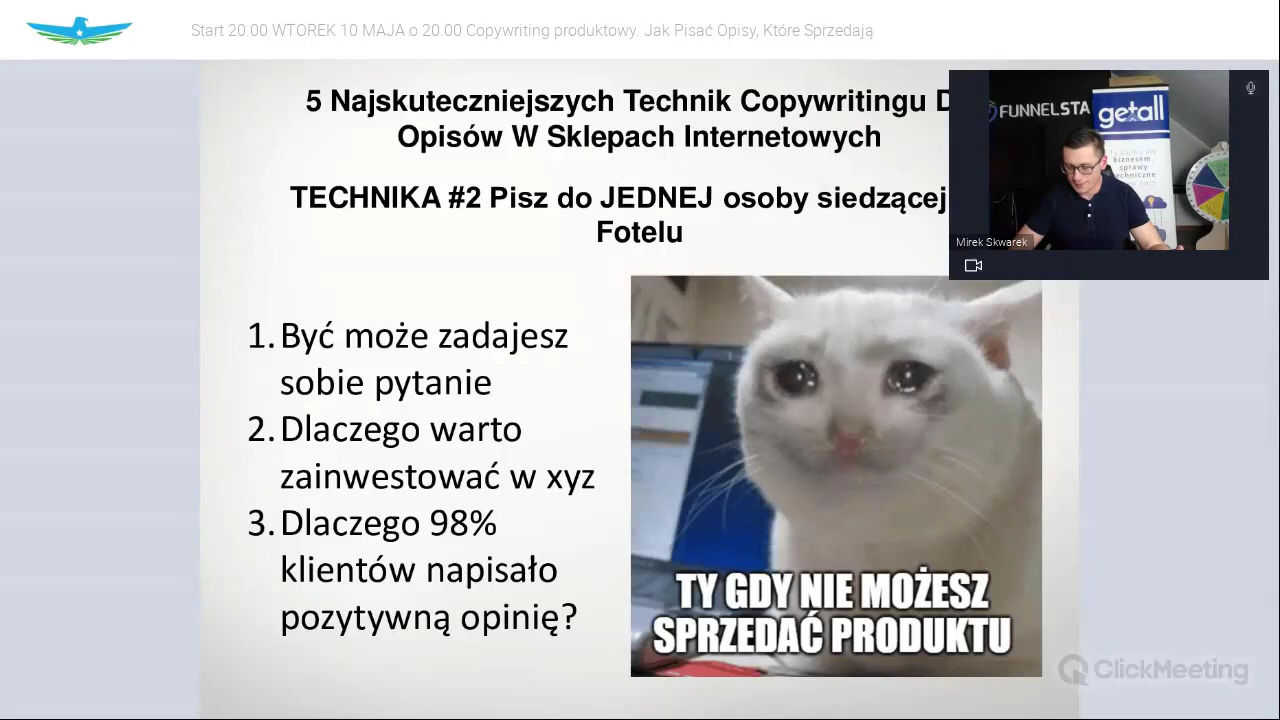 Start 20.00 WTOREK 10 MAJA o 20.00 Copywriting produktowy. Jak Pisać Opisy, Które Sprzedają
5 Najskuteczniejszych Technik Copywritingu D
Opisów W Sklepach Internetowych
TECHNIKA #2 Pisz do JEDNEJ osoby siedzącej
Fotelu
FUNNELSTA
getall
biznesem
sprawy
techniczne
Mirek Skwarek
1. Być może zadajesz
sobie pytanie
2. Dlaczego warto
zainwestować w xyz
3. Dlaczego 98%
klientów napisało
pozytywną opinię?
TY GDY NIE MOŻESZ
SPRZEDAĆ PRODUKTU
ClickMeeting